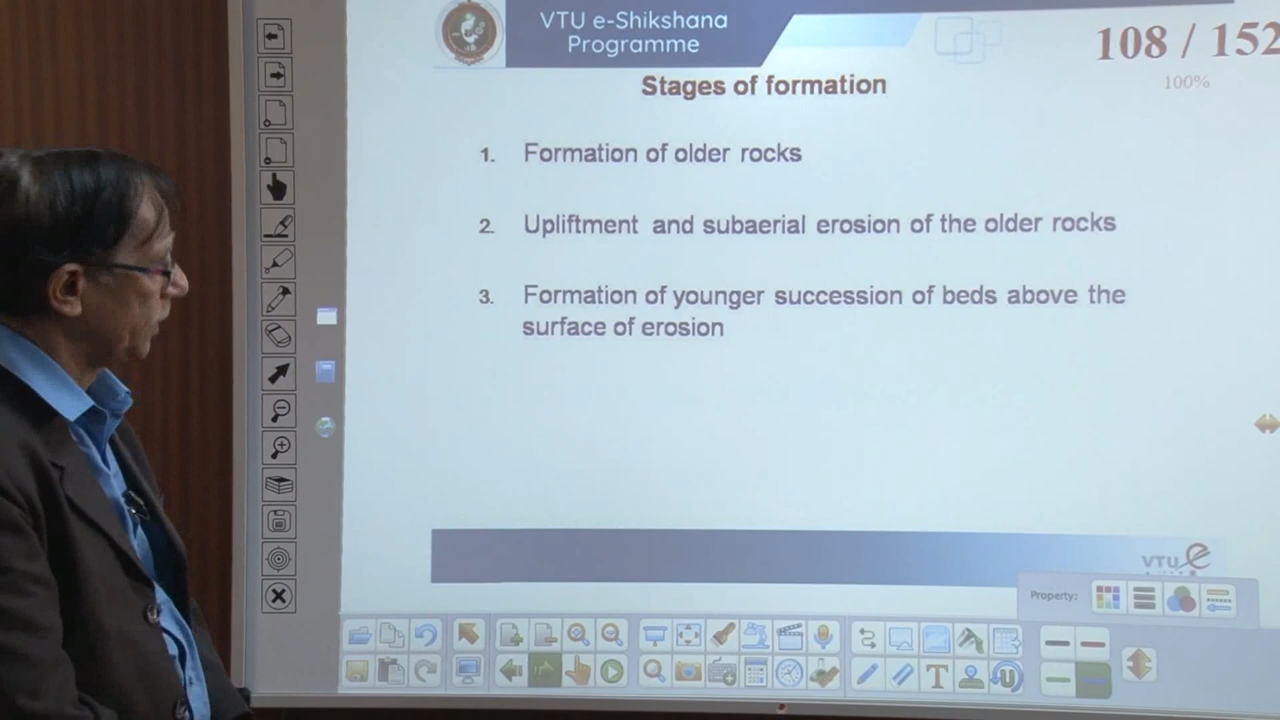 VTU e-Shikshana
Programme
108 / 152
100%
Stages of formation
1. Formation of older rocks
2. Upliftment and subaerial erosion of the older rocks
3. Formation of younger succession of beds above the
surface of erosion
VTU e
Property: